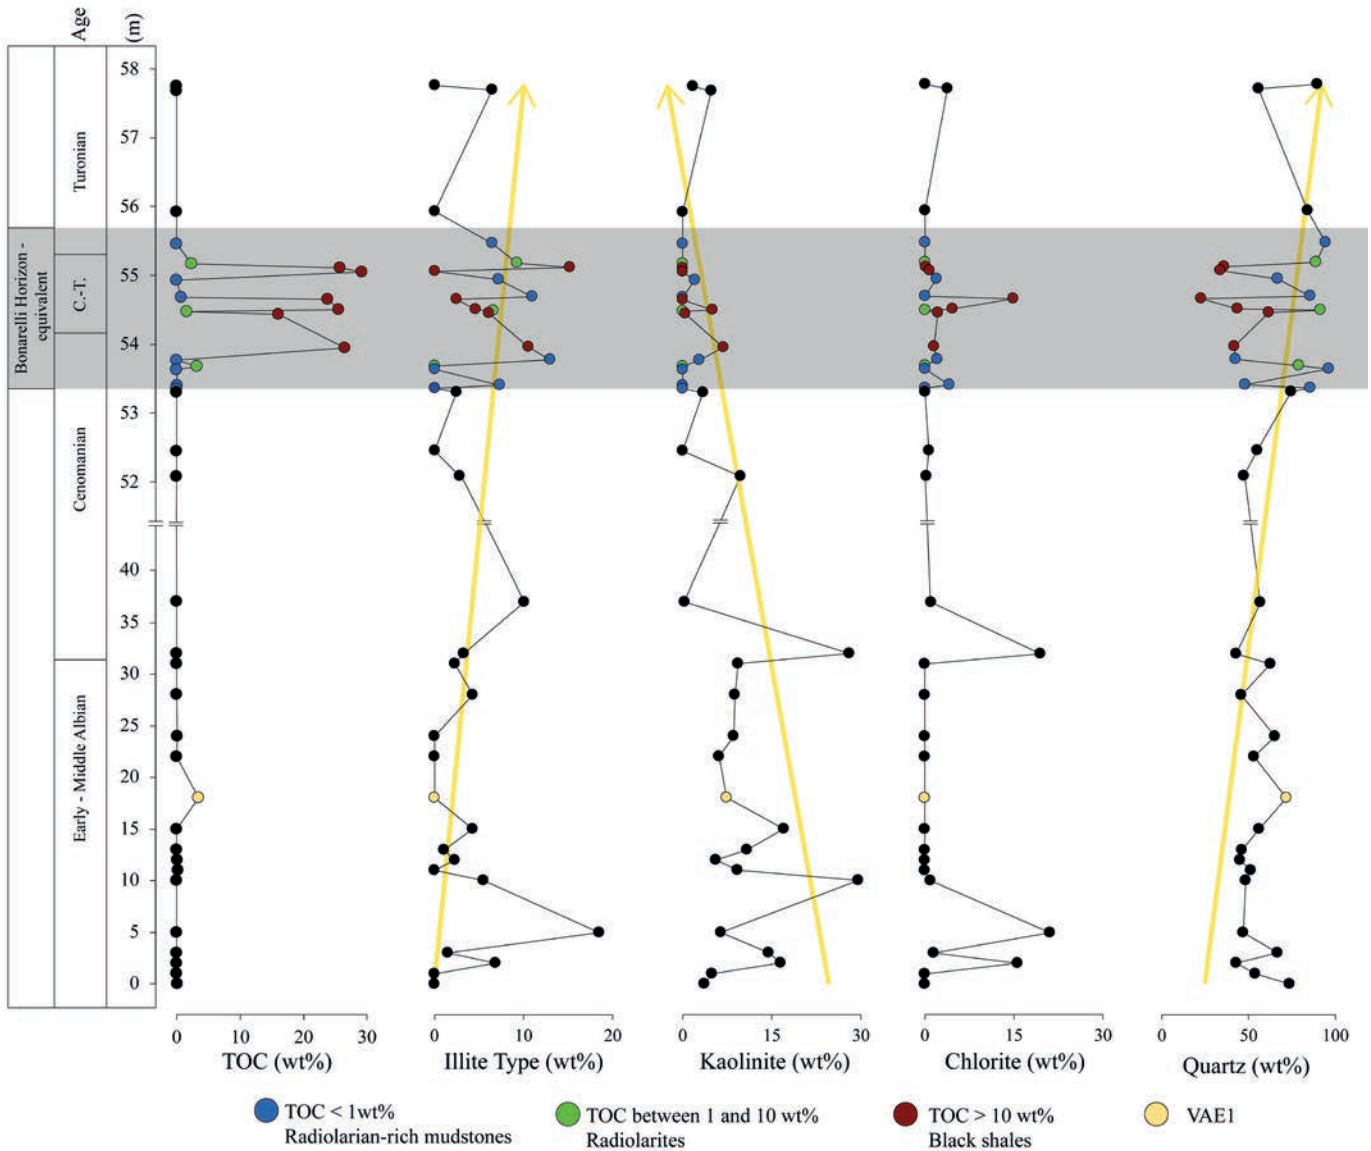 Age
(m)
Bonarelli Horizon -
equivalent
Turonian
C.-T.
Cenomanian
Early - Middle Albian
58
57
56
55
54
53
52
40
35
30
25
20
15
10
5
0
0 10 20 30
TOC (wt%)
0 10 20
Illite Type (wt%)
0 15 30
Kaolinite (wt%)
0 15 30
Chlorite (wt%)
0 50 100
Quartz (wt%)
TOC < 1wt%
Radiolarian-rich mudstones
TOC between 1 and 10 wt%
Radiolarites
TOC > 10 wt%
Black shales
VAE1